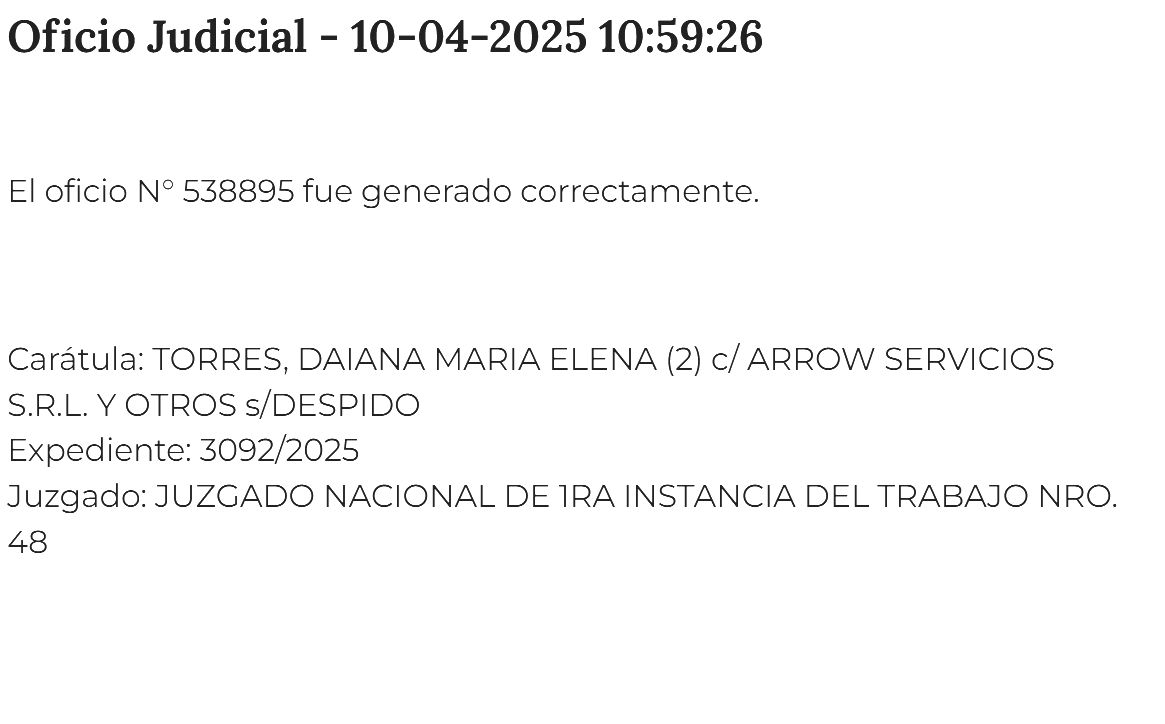 Oficio Judicial - 10-04-2025 10:59:26
El oficio N° 538895 fue generado correctamente.
Carátula: TORRES, DAIANA MARIA ELENA (2) c/ ARROW SERVICIOS
S.R.L. Y OTROS s/DESPIDO
Expediente: 3092/2025
Juzgado: JUZGADO NACIONAL DE 1RA INSTANCIA DEL TRABAJO NRO.
48